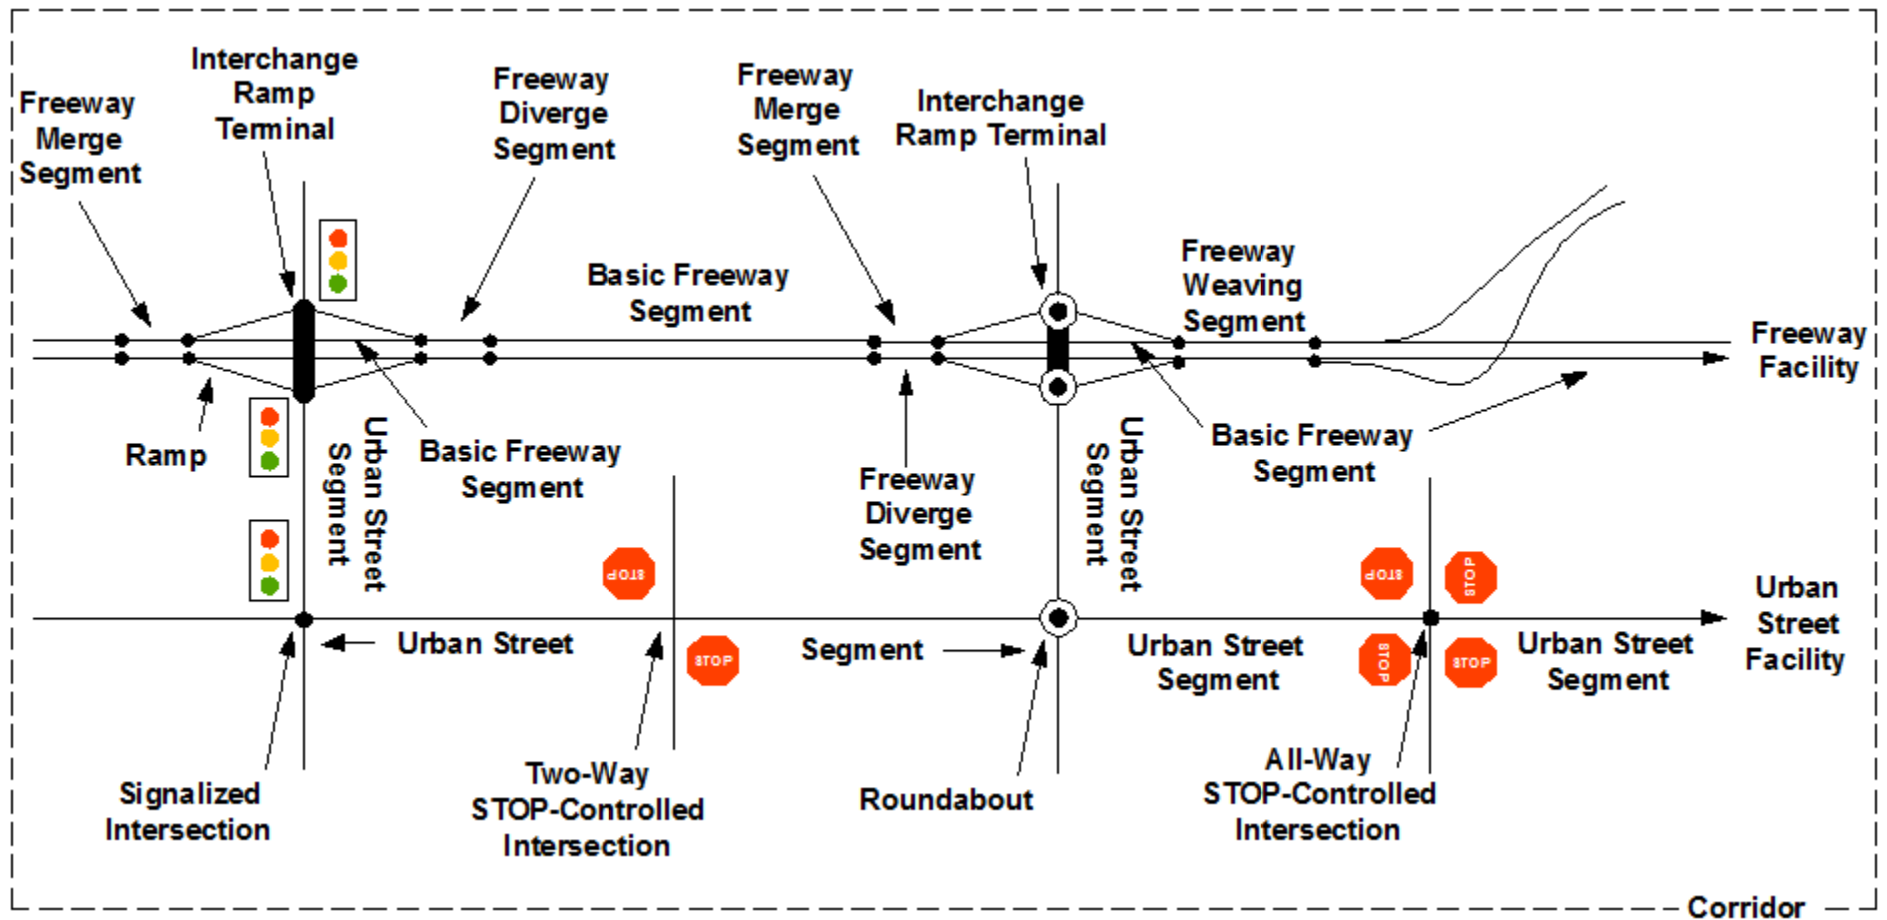 Freeway
Merge
Segment
Interchange
Ramp
Terminal
Freeway
Diverge
Segment
Freeway
Merge
Segment
Interchange
Ramp Terminal
Basic Freeway
Segment
Freeway
Weaving
Segment
Freeway
Facility
Ramp
Urban Street
Segment
Basic Freeway
Segment
Freeway
Diverge
Segment
Urban Street
Segment
Basic Freeway
Segment
STOP
STOP
STOP
STOP
STOP
STOP
Urban Street
Segment
Urban Street
Segment
Urban Street
Segment
Urban
Street
Facility
Signalized
Intersection
Two-Way
STOP-Controlled
Intersection
Roundabout
All-Way
STOP-Controlled
Intersection
Corridor